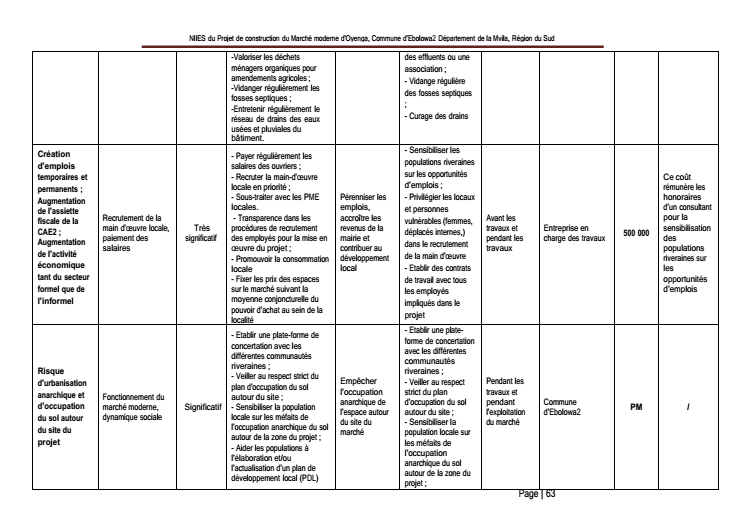 NIIES du Projet de construction du Marché moderne d'Oyenga, Commune d'Ebolowa2 Département de la Mvila, Région du Sud
-Valoriser les déchets
ménagers organiques pour
amendements agricoles ;
-Vidanger régulièrement les
fosses septiques ;
-Entretenir régulièrement le
réseau de drains des eaux
usées et pluviales du
bâtiment.
des effluents ou une
association ;
- Vidange régulière
des fosses septiques
;
- Curage des drains
Création
d'emplois
temporaires et
permanents ;
Augmentation
de l'assiette
fiscale de la
CAE2 ;
Augmentation
de l'activité
économique
tant du secteur
formel que de
l'informel
Recrutement de la
main d'œuvre locale,
paiement des
salaires
Très
significatif
- Payer régulièrement les
salaires des ouvriers ;
- Recruter la main-d'œuvre
locale en priorité ;
- Sous-traiter avec les PME
locales.
- Transparence dans les
procédures de recrutement
des employés pour la mise en
œuvre du projet ;
- Promouvoir la consommation
locale
- Fixer les prix des espaces
sur le marché suivant la
moyenne conjoncturelle du
pouvoir d'achat au sein de la
localité
Pérenniser les
emplois,
accroître les
revenus de la
mairie et
contribuer au
développement
local
- Sensibiliser les
populations riveraines
sur les opportunités
d'emplois ;
- Privilégier les locaux
et personnes
vulnérables (femmes,
déplacés internes,)
dans le recrutement
de la main d'œuvre
- Etablir des contrats
de travail avec tous
les employés
impliqués dans le
projet
Avant les
travaux et
pendant les
travaux
Entreprise en
charge des travaux
500 000
Ce coût
rémunère les
honoraires
d'un consultant
pour la
sensibilisation
des
populations
riveraines sur
les
opportunités
d'emplois
Risque
d'urbanisation
anarchique et
d'occupation
du sol autour
du site du
projet
Fonctionnement du
marché moderne,
dynamique sociale
Significatif
- Etablir une plate-forme de
concertation avec les
différentes communautés
riveraines ;
- Veiller au respect strict du
plan d'occupation du sol
autour du site ;
- Sensibiliser la population
locale sur les méfaits de
l'occupation anarchique du sol
autour de la zone du projet ;
- Aider les populations à
l'élaboration et/ou
l'actualisation d'un plan de
développement local (PDL)
Empêcher
l'occupation
anarchique de
l'espace autour
du site du
marché
- Etablir une plate-
forme de concertation
avec les différentes
communautés
riveraines ;
- Veiller au respect
strict du plan
d'occupation du sol
autour du site ;
- Sensibiliser la
population locale sur
les méfaits de
l'occupation
anarchique du sol
autour de la zone du
projet ;
Pendant les
travaux et
pendant
l'exploitation
du marché
Commune
d'Ebolowa2
PM
/
Page | 63